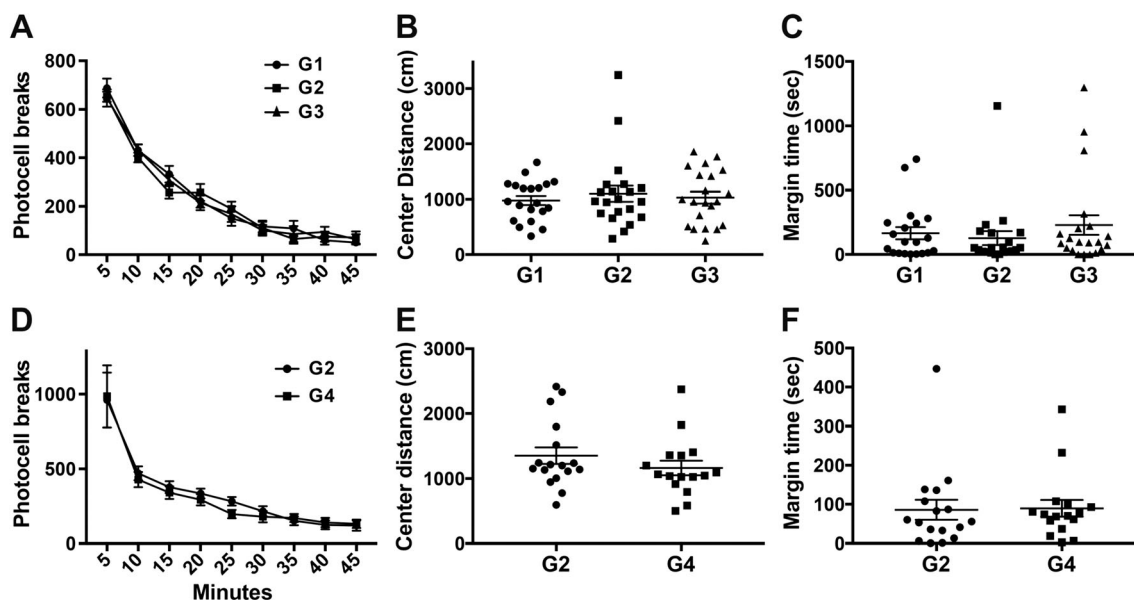 A
Photocell breaks
800
600
400
200
0
5
10
15
20
25
30
35
40
45
G1
G2
G3
B
Center Distance (cm)
3000
2000
1000
0
G1
G2
G3
C
Margin time (sec)
1500
1000
500
0
G1
G2
G3
D
Photocell breaks
1000
500
0
5
10
15
20
25
30
35
40
45
Minutes
G2
G4
E
Center distance (cm)
3000
2000
1000
0
G2
G4
F
Margin time (sec)
500
400
300
200
100
0
G2
G4